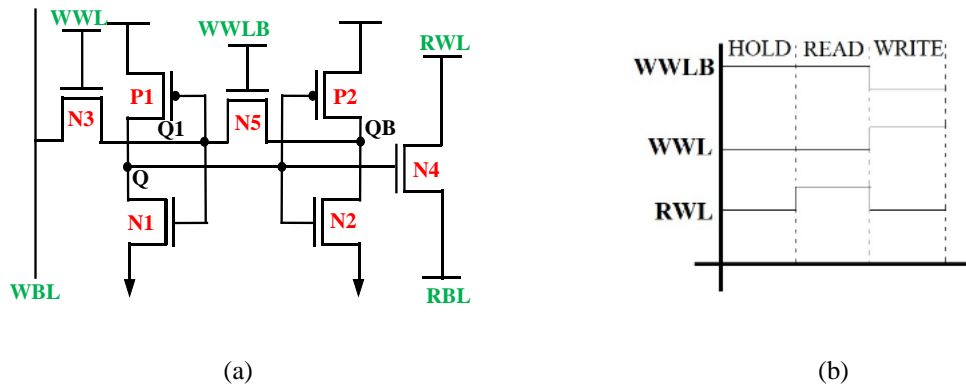 WWL
WWLB
RWL
P1
P2
N3
Q1
N5
QB
N4
Q
N1
N2
WBL
RBL
(a)
HOLD READ WRITE
WWLB
WWL
RWL
(b)